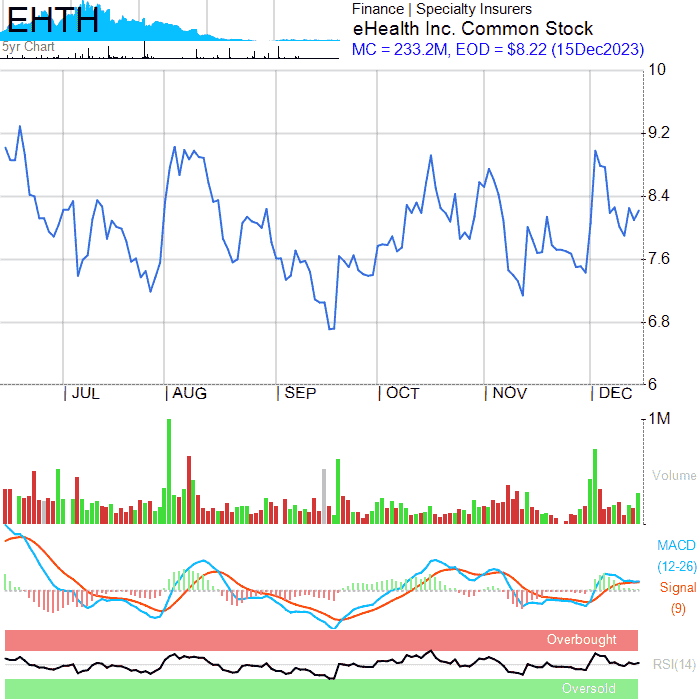 EHTH
5yr Chart
Finance | Specialty Insurers
eHealth Inc. Common Stock
MC = 233.2M, EOD = $8.22 (15Dec2023)
10
9.2
8.4
7.6
6.8
6
| JUL | AUG | SEP | OCT | NOV | DEC
1M
Volume
MACD
(12-26)
Signal
(9)
Overbought
RSI(14)
Oversold